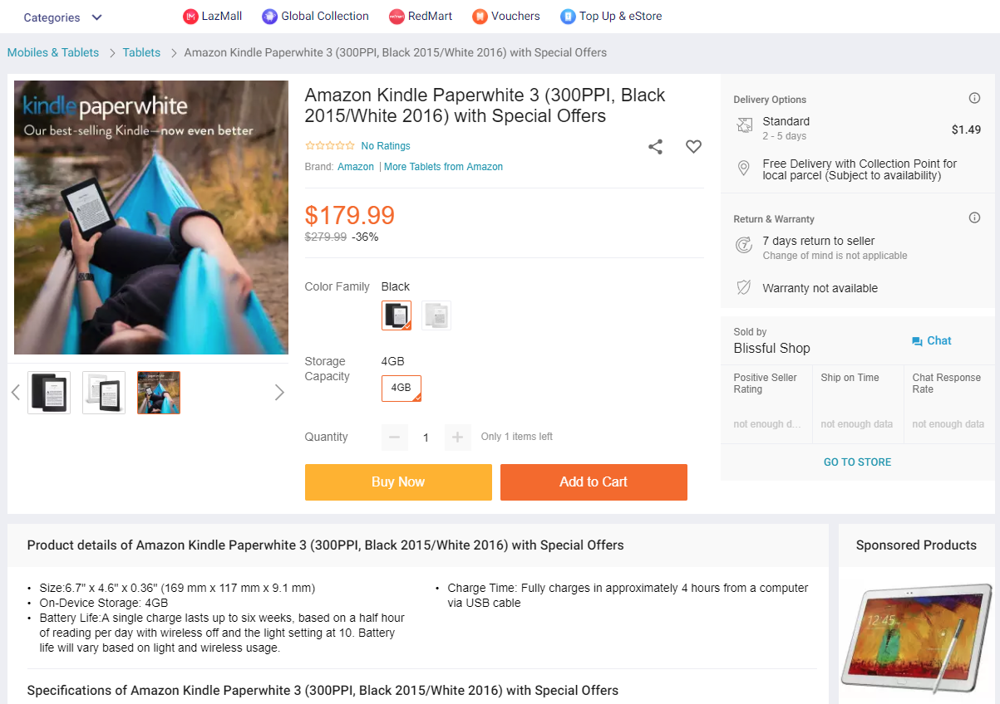 Categories
LazMall
Global Collection
RedMart
Vouchers
Top Up & eStore
Mobiles & Tablets
Tablets
Amazon Kindle Paperwhite 3 (300PPI, Black 2015/White 2016) with Special Offers
kindle paperwhite
Our best-selling Kindle—now even better
Amazon Kindle Paperwhite 3 (300PPI, Black
2015/White 2016) with Special Offers
No Ratings
Brand: Amazon | More Tablets from Amazon
$179.99
$279.99 -36%
Color Family Black
Storage
Capacity
4GB
4GB
Quantity
1
Only 1 items left
Buy Now
Add to Cart
Delivery Options
Standard
2 - 5 days
$1.49
Free Delivery with Collection Point for
local parcel (Subject to availability)
Return & Warranty
7 days return to seller
Change of mind is not applicable
Warranty not available
Sold by
Blissful Shop
Chat
Positive Seller
Rating
not enough d...
Ship on Time
not enough data
Chat Response
Rate
not enough data
GO TO STORE
Product details of Amazon Kindle Paperwhite 3 (300PPI, Black 2015/White 2016) with Special Offers
• Size:6.7" x 4.6" x 0.36" (169 mm x 117 mm x 9.1 mm)
• On-Device Storage: 4GB
• Battery Life:A single charge lasts up to six weeks, based on a half hour
of reading per day with wireless off and the light setting at 10. Battery
life will vary based on light and wireless usage.
• Charge Time: Fully charges in approximately 4 hours from a computer
via USB cable
Specifications of Amazon Kindle Paperwhite 3 (300PPI, Black 2015/White 2016) with Special Offers
Sponsored Products
12:45